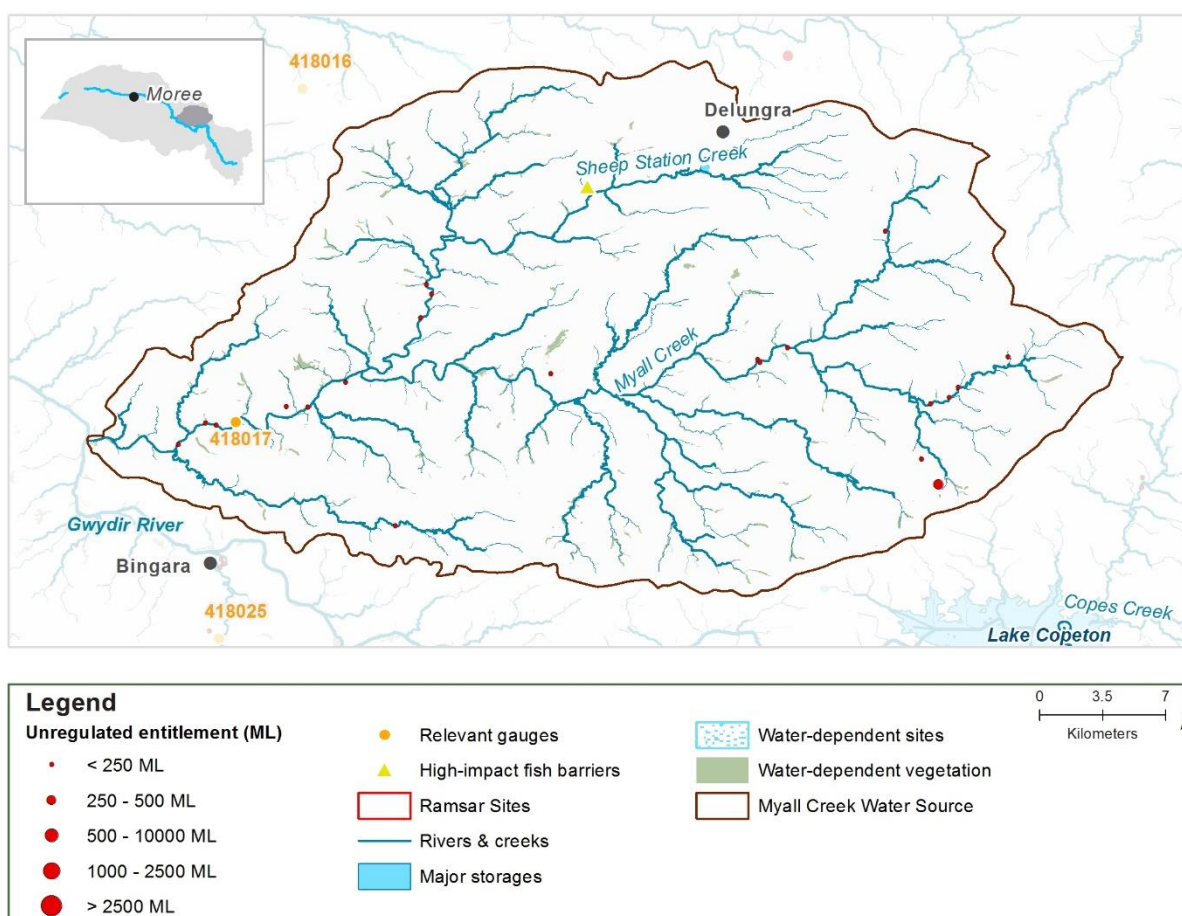 418016
Moree
Delungra
Sheep Station Creek
Myall Creek
418017
Gwydir River
Bingara
418025
Copes Creek
Lake Copeton
Legend
Unregulated entitlement (ML)
< 250 ML
250 - 500 ML
500 - 10000 ML
1000 - 2500 ML
> 2500 ML
Relevant gauges
High-impact fish barriers
Ramsar Sites
Rivers & creeks
Major storages
Water-dependent sites
Water-dependent vegetation
Myall Creek Water Source
0 3.5 7
Kilometers